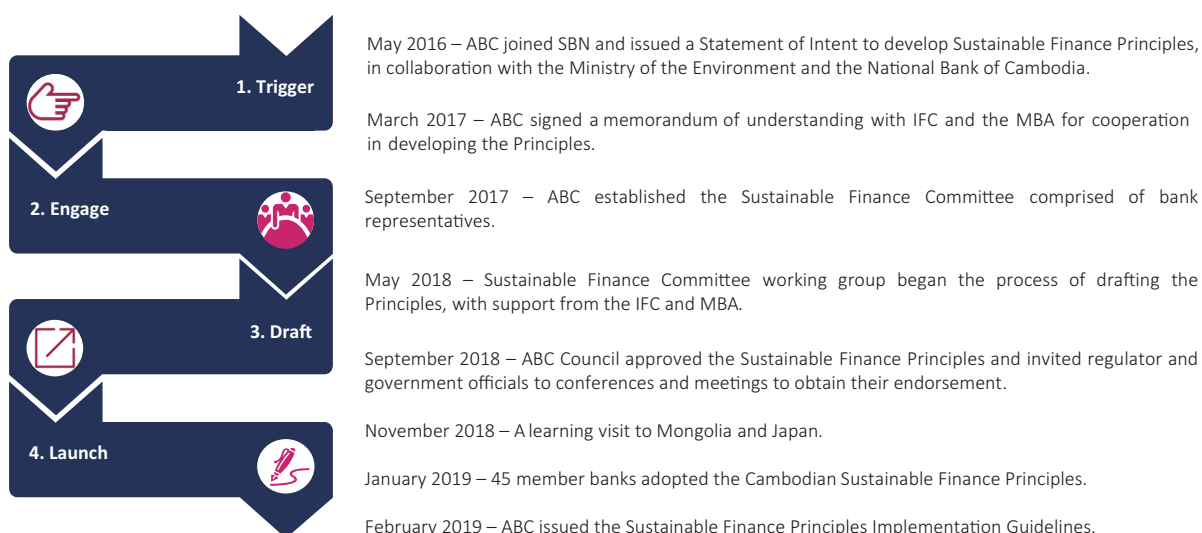 1. Trigger
2. Engage
3. Draft
4. Launch
May 2016 – ABC joined SBN and issued a Statement of Intent to develop Sustainable Finance Principles,
in collaboration with the Ministry of the Environment and the National Bank of Cambodia.
March 2017 – ABC signed a memorandum of understanding with IFC and the MBA for cooperation
in developing the Principles.
September 2017 – ABC established the Sustainable Finance Committee comprised of bank
representatives.
May 2018 – Sustainable Finance Committee working group began the process of drafting the
Principles, with support from the IFC and MBA.
September 2018 – ABC Council approved the Sustainable Finance Principles and invited regulator and
government officials to conferences and meetings to obtain their endorsement.
November 2018 – A learning visit to Mongolia and Japan.
January 2019 – 45 member banks adopted the Cambodian Sustainable Finance Principles.
February 2019 – ABC issued the Sustainable Finance Principles Implementation Guidelines.